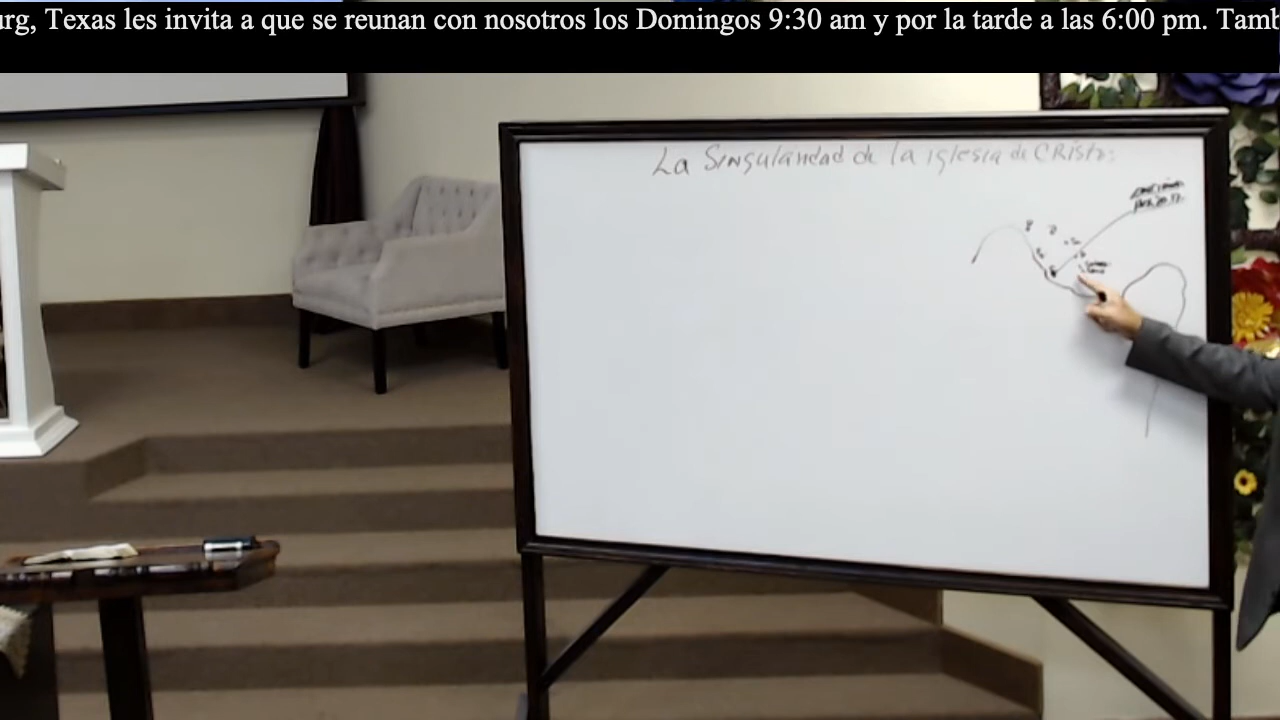 urg, Texas les invita a que se reunan con nosotros los Domingos 9:30 am y por la tarde a las 6:00 pm. Tamb
La Singularidad de la iglesia de CRisto: